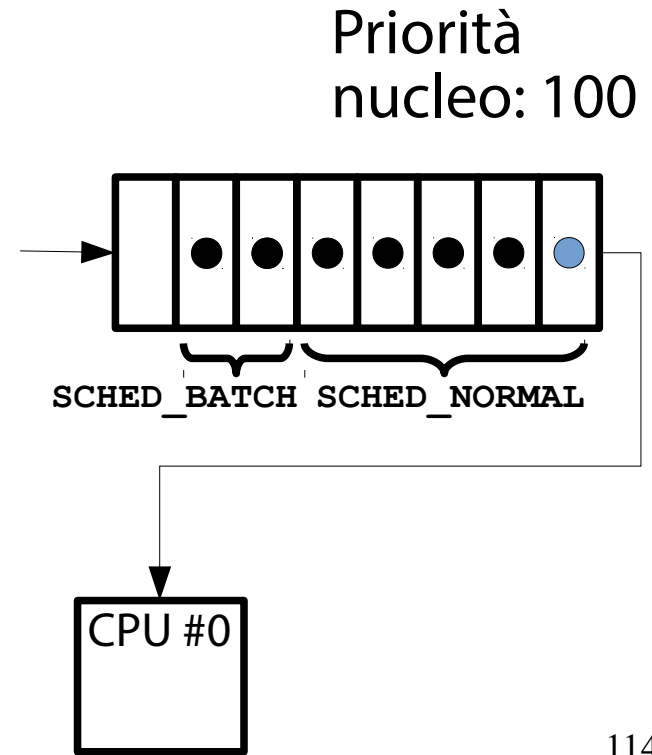 Priorità
nucleo: 100
SCHED_BATCH SCHED_NORMAL
CPU #0
114